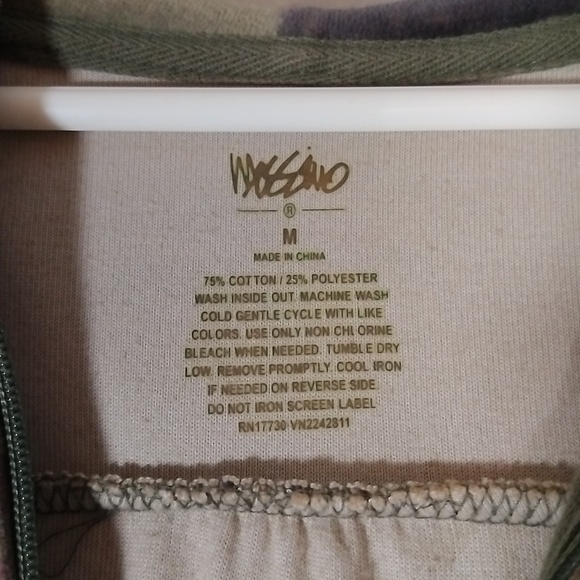 Mossimo
®
M
MADE IN CHINA
75% COTTON / 25% POLYESTER
WASH INSIDE OUT. MACHINE WASH
COLD GENTLE CYCLE WITH LIKE
COLORS. USE ONLY NON CHLORINE
BLEACH WHEN NEEDED. TUMBLE DRY
LOW. REMOVE PROMPTLY. COOL IRON
IF NEEDED ON REVERSE SIDE.
DO NOT IRON SCREEN LABEL
RN17730 VN2242811